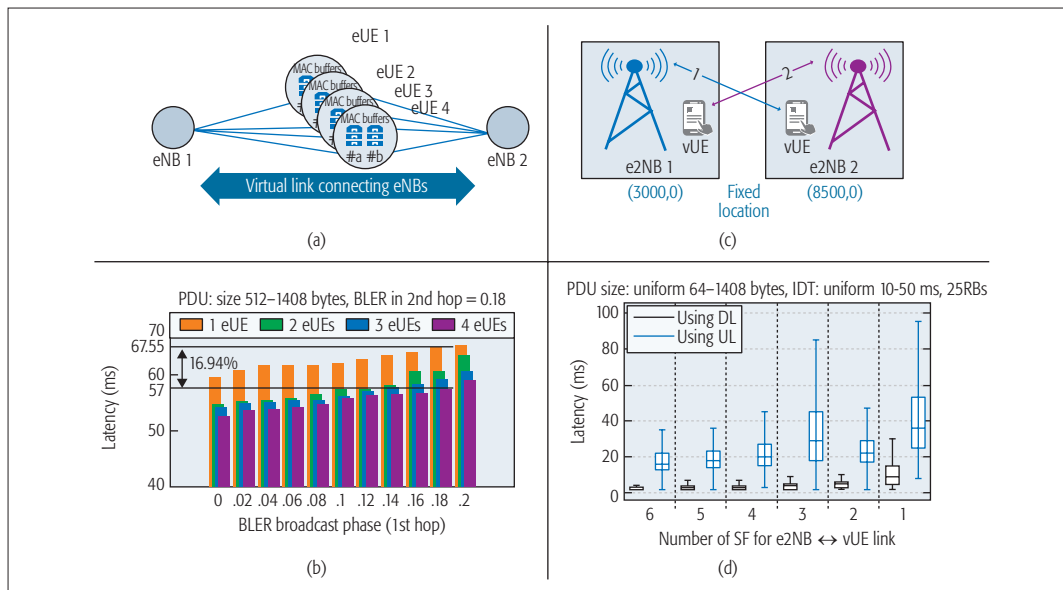 eUE 1
eUE 2
eUE 3
eUE 4
MAC buffers
MAC buffers
MAC buffers
MAC buffers
#a #b
eNB 1
eNB 2
Virtual link connecting eNBs
(a)
1
2
vUE
vUE
e2NB 1
e2NB 2
(3000,0)
Fixed
location
(8500,0)
(c)
PDU: size 512–1408 bytes, BLER in 2nd hop = 0.18
1 eUE
2 eUEs
3 eUEs
4 eUEs
70
67.55
60
57
50
40
16.94%
Latency (ms)
0 .02 .04 .06 .08 .1 .12 .14 .16 .18 .2
BLER broadcast phase (1st hop)
(b)
PDU size: uniform 64–1408 bytes, IDT: uniform 10-50 ms, 25RBs
Using DL
Using UL
100
80
60
40
20
0
Latency (ms)
6 5 4 3 2 1
Number of SF for e2NB ↔ vUE link
(d)